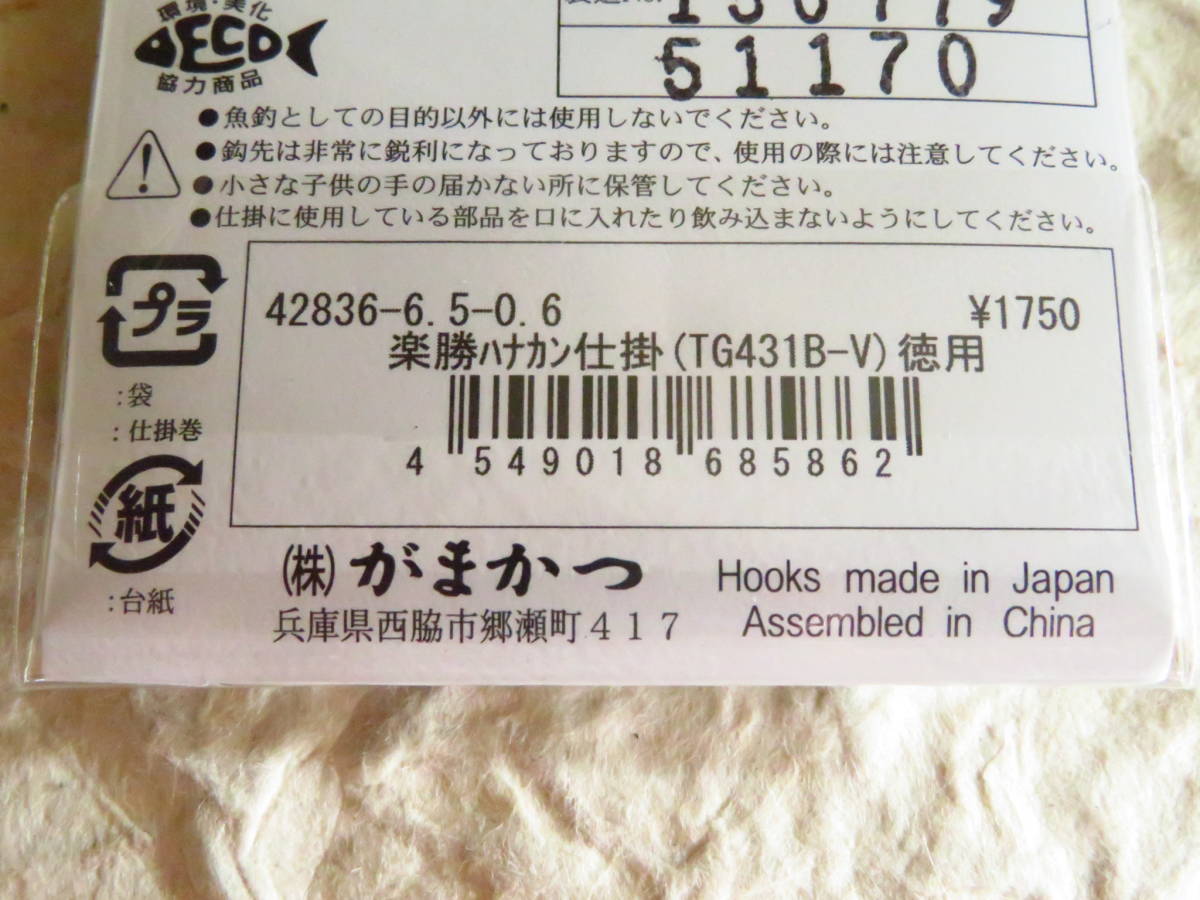 環境・美化
ECO
協力商品
51170
●魚釣としての目的以外には使用しないでください。
●鈎先は非常に鋭利になっておりますので、使用の際には注意してください。
●小さな子供の手の届かない所に保管してください。
●仕掛に使用している部品を口に入れたり飲み込まないようにしてください。
プラ
:袋
:仕掛巻
紙
:台紙
42836-6.5-0.6 ¥1750
楽勝ﾊﾅｶﾝ仕掛(TG431B-V)徳用
4 549018 685862
㈱がまかつ
兵庫県西脇市郷瀬町417
Hooks made in Japan
Assembled in China